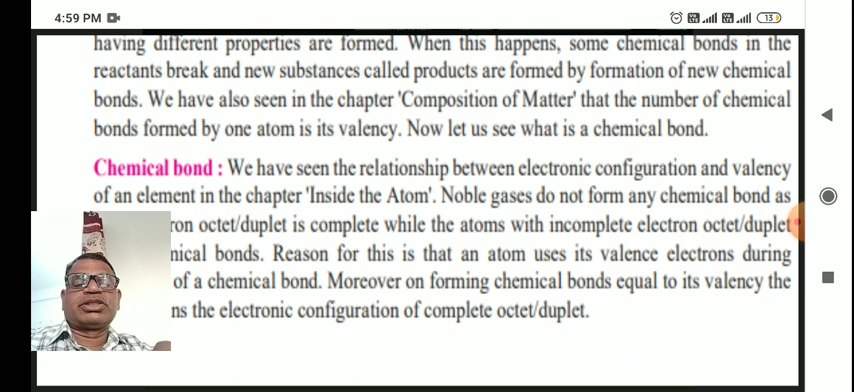 4:59 PM
13
having different properties are formed. When this happens, some chemical bonds in the
reactants break and new substances called products are formed by formation of new chemical
bonds. We have also seen in the chapter 'Composition of Matter' that the number of chemical
bonds formed by one atom is its valency. Now let us see what is a chemical bond.
Chemical bond : We have seen the relationship between electronic configuration and valency
of an element in the chapter 'Inside the Atom'. Noble gases do not form any chemical bond as
ron octet/duplet is complete while the atoms with incomplete electron octet/duplet
nical bonds. Reason for this is that an atom uses its valence electrons during
of a chemical bond. Moreover on forming chemical bonds equal to its valency the
ns the electronic configuration of complete octet/duplet.